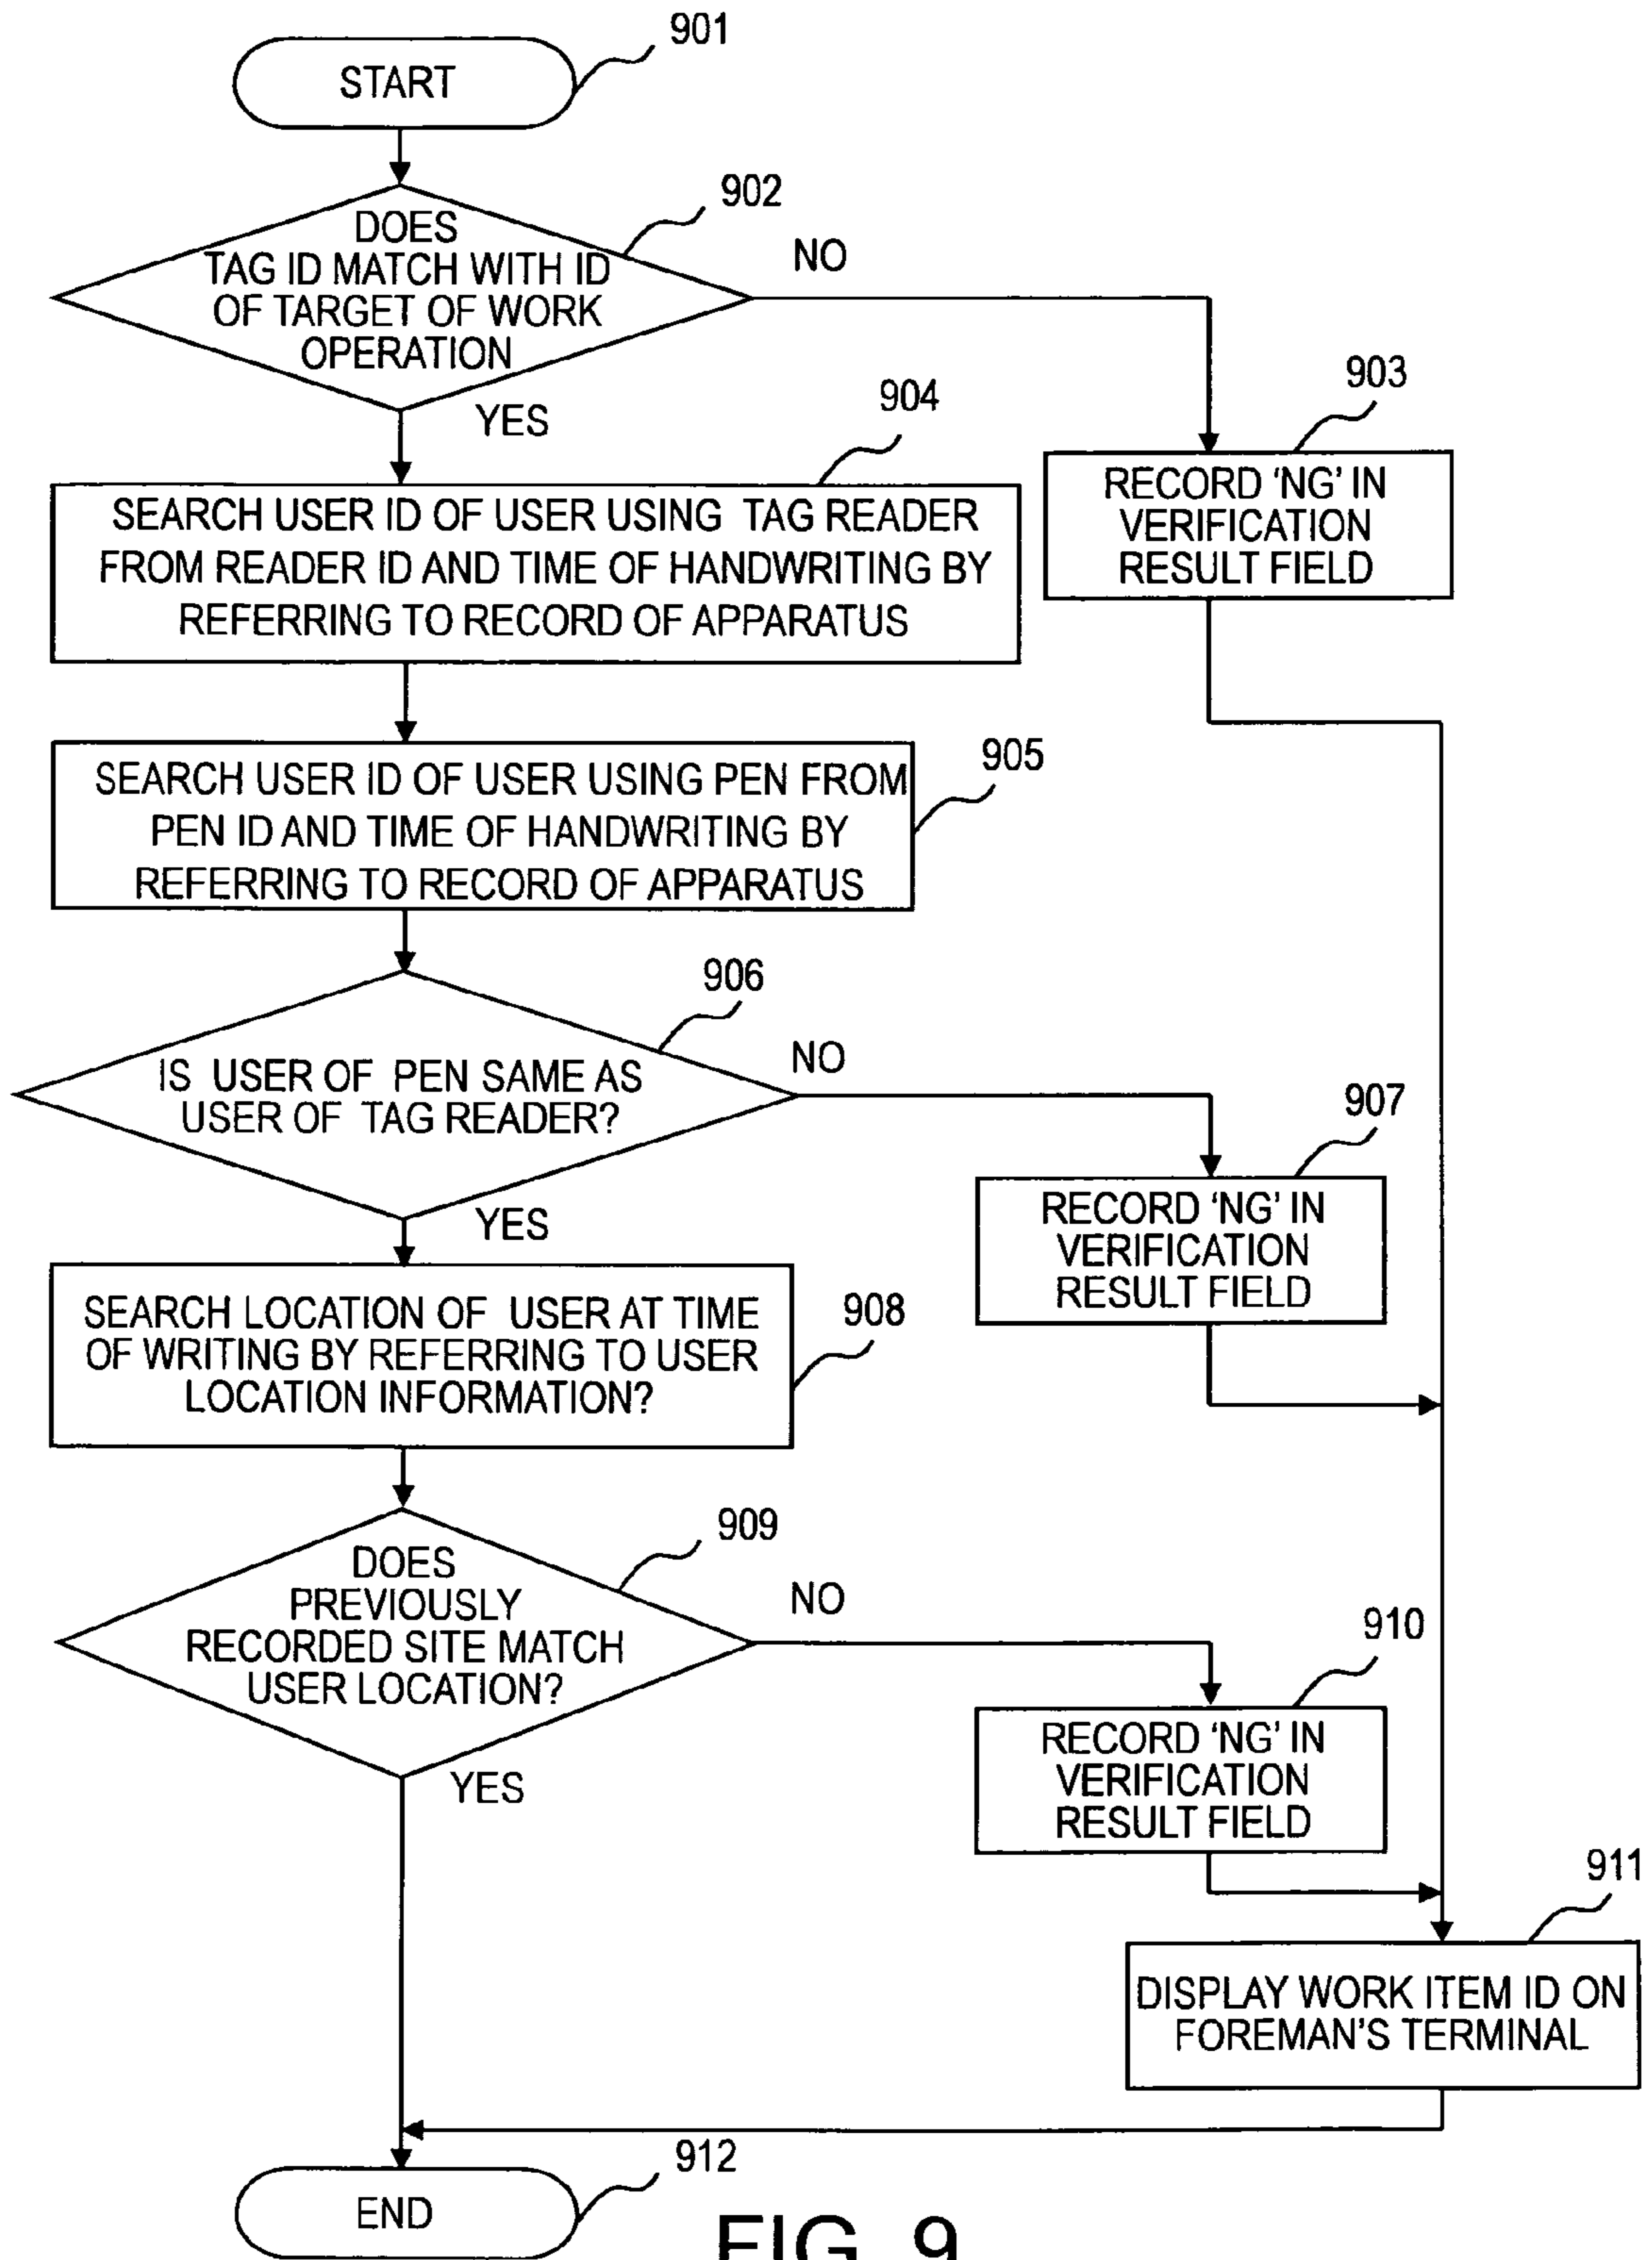 901
START
902
DOES
TAG ID MATCH WITH ID
OF TARGET OF WORK
OPERATION
NO
YES
903
RECORD ‘NG’ IN
VERIFICATION
RESULT FIELD
904
SEARCH USER ID OF USER USING TAG READER
FROM READER ID AND TIME OF HANDWRITING BY
REFERRING TO RECORD OF APPARATUS
905
SEARCH USER ID OF USER USING PEN FROM
PEN ID AND TIME OF HANDWRITING BY
REFERRING TO RECORD OF APPARATUS
906
IS USER OF PEN SAME AS
USER OF TAG READER?
NO
YES
907
RECORD ‘NG’ IN
VERIFICATION
RESULT FIELD
908
SEARCH LOCATION OF USER AT TIME
OF WRITING BY REFERRING TO USER
LOCATION INFORMATION?
909
DOES
PREVIOUSLY
RECORDED SITE MATCH
USER LOCATION?
NO
YES
910
RECORD ‘NG’ IN
VERIFICATION
RESULT FIELD
911
DISPLAY WORK ITEM ID ON
FOREMAN’S TERMINAL
912
END
FIG. 9